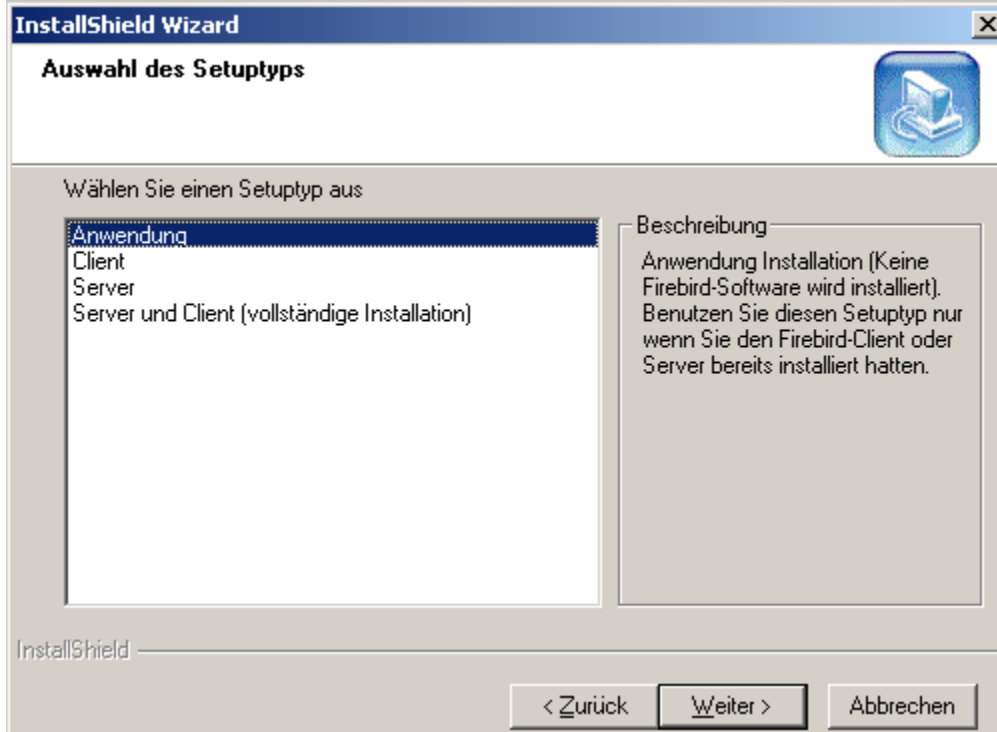 InstallShield Wizard
Auswahl des Setuptyps
Wählen Sie einen Setuptyp aus
Anwendung
Client
Server
Server und Client (vollständige Installation)
Beschreibung
Anwendung Installation (Keine
Firebird-Software wird installiert).
Benutzen Sie diesen Setuptyp nur
wenn Sie den Firebird-Client oder
Server bereits installiert hatten.
InstallShield
< Zurück
Weiter >
Abbrechen